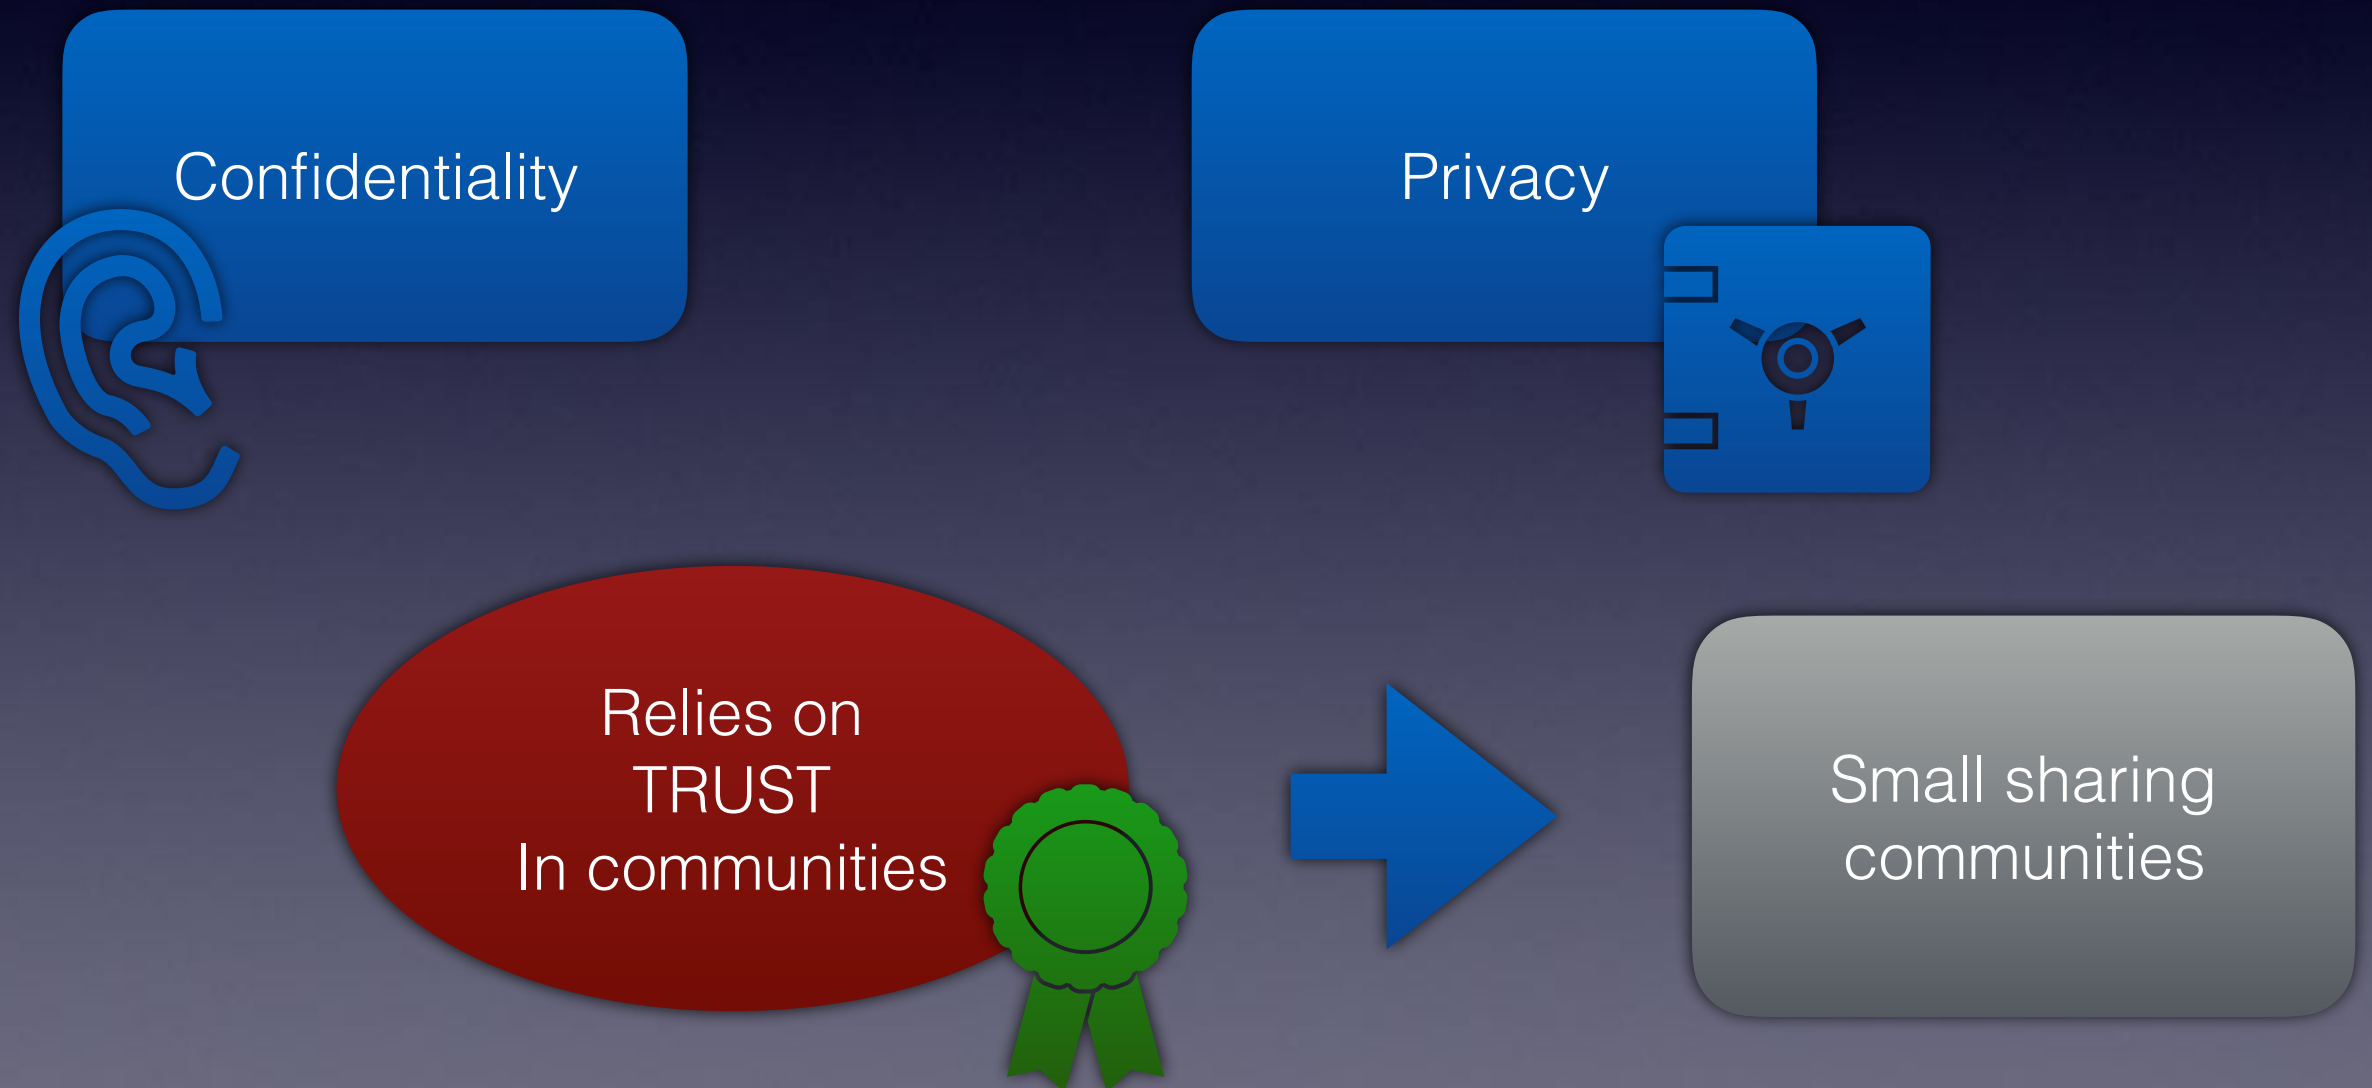 Confidentiality
Privacy
Relies on
TRUST
In communities
Small sharing
communities